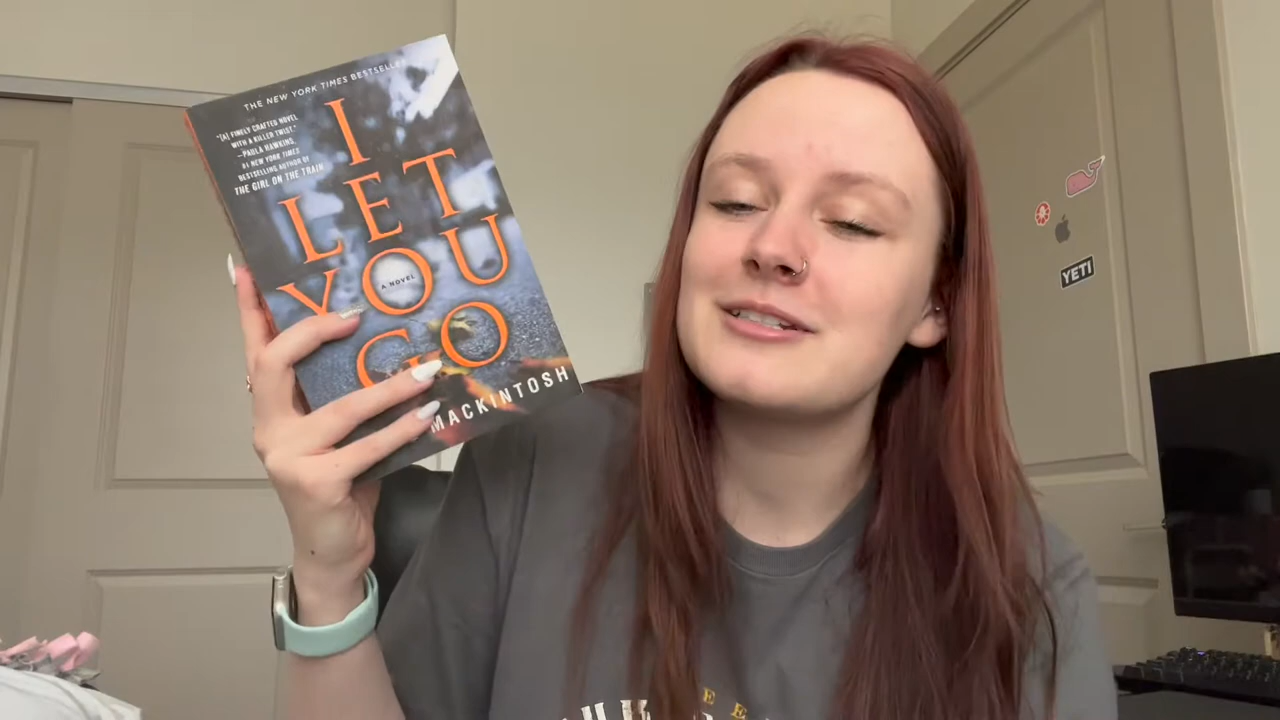 THE NEW YORK TIMES BESTSELLER
"[A] FINELY CRAFTED NOVEL
WITH A KILLER TWIST."
—PAULA HAWKINS,
#1 NEW YORK TIMES
BESTSELLING AUTHOR OF
THE GIRL ON THE TRAIN
I
LET
YOU
A NOVEL
GO
MACKINTOSH
YETI